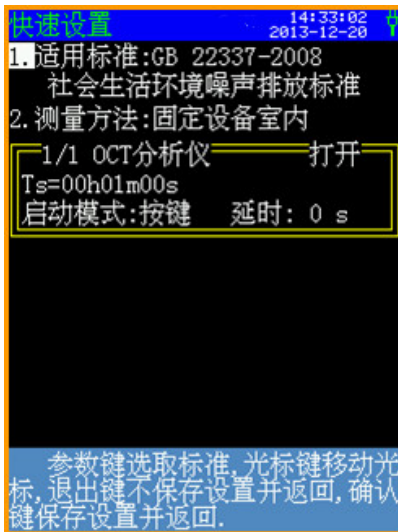 快速设置 14:33:02
2013-12-20
1.适用标准:GB 22337-2008
社会生活环境噪声排放标准
2.测量方法:固定设备室内
1/1 OCT分析仪 打开
Ts=00h01m00s
启动模式:按键 延时: 0 s
参数键选取标准,光标键移动光
标,退出键不保存设置并返回,确认
键保存设置并返回.